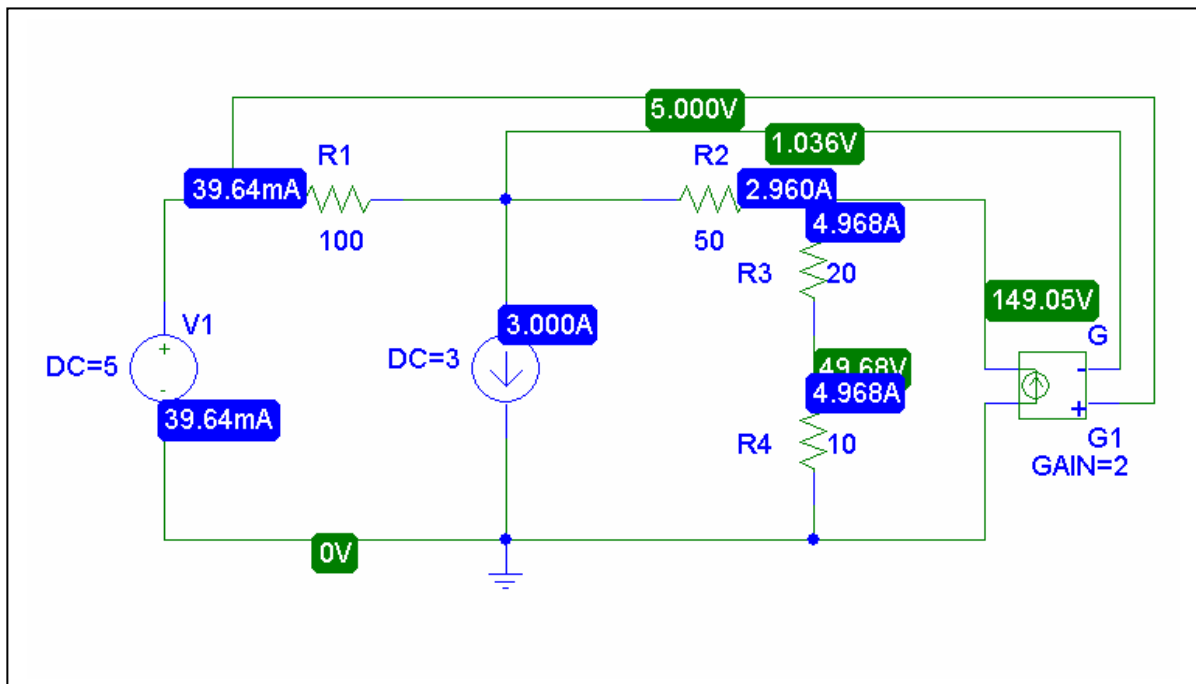 5.000V
1.036V
R1
R2
39.64mA
2.960A
4.968A
100
50
R3
20
149.05V
V1
+
-
DC=5
3.000A
DC=3
49.68V
4.968A
G
-
+
39.64mA
R4
10
G1
GAIN=2
0V